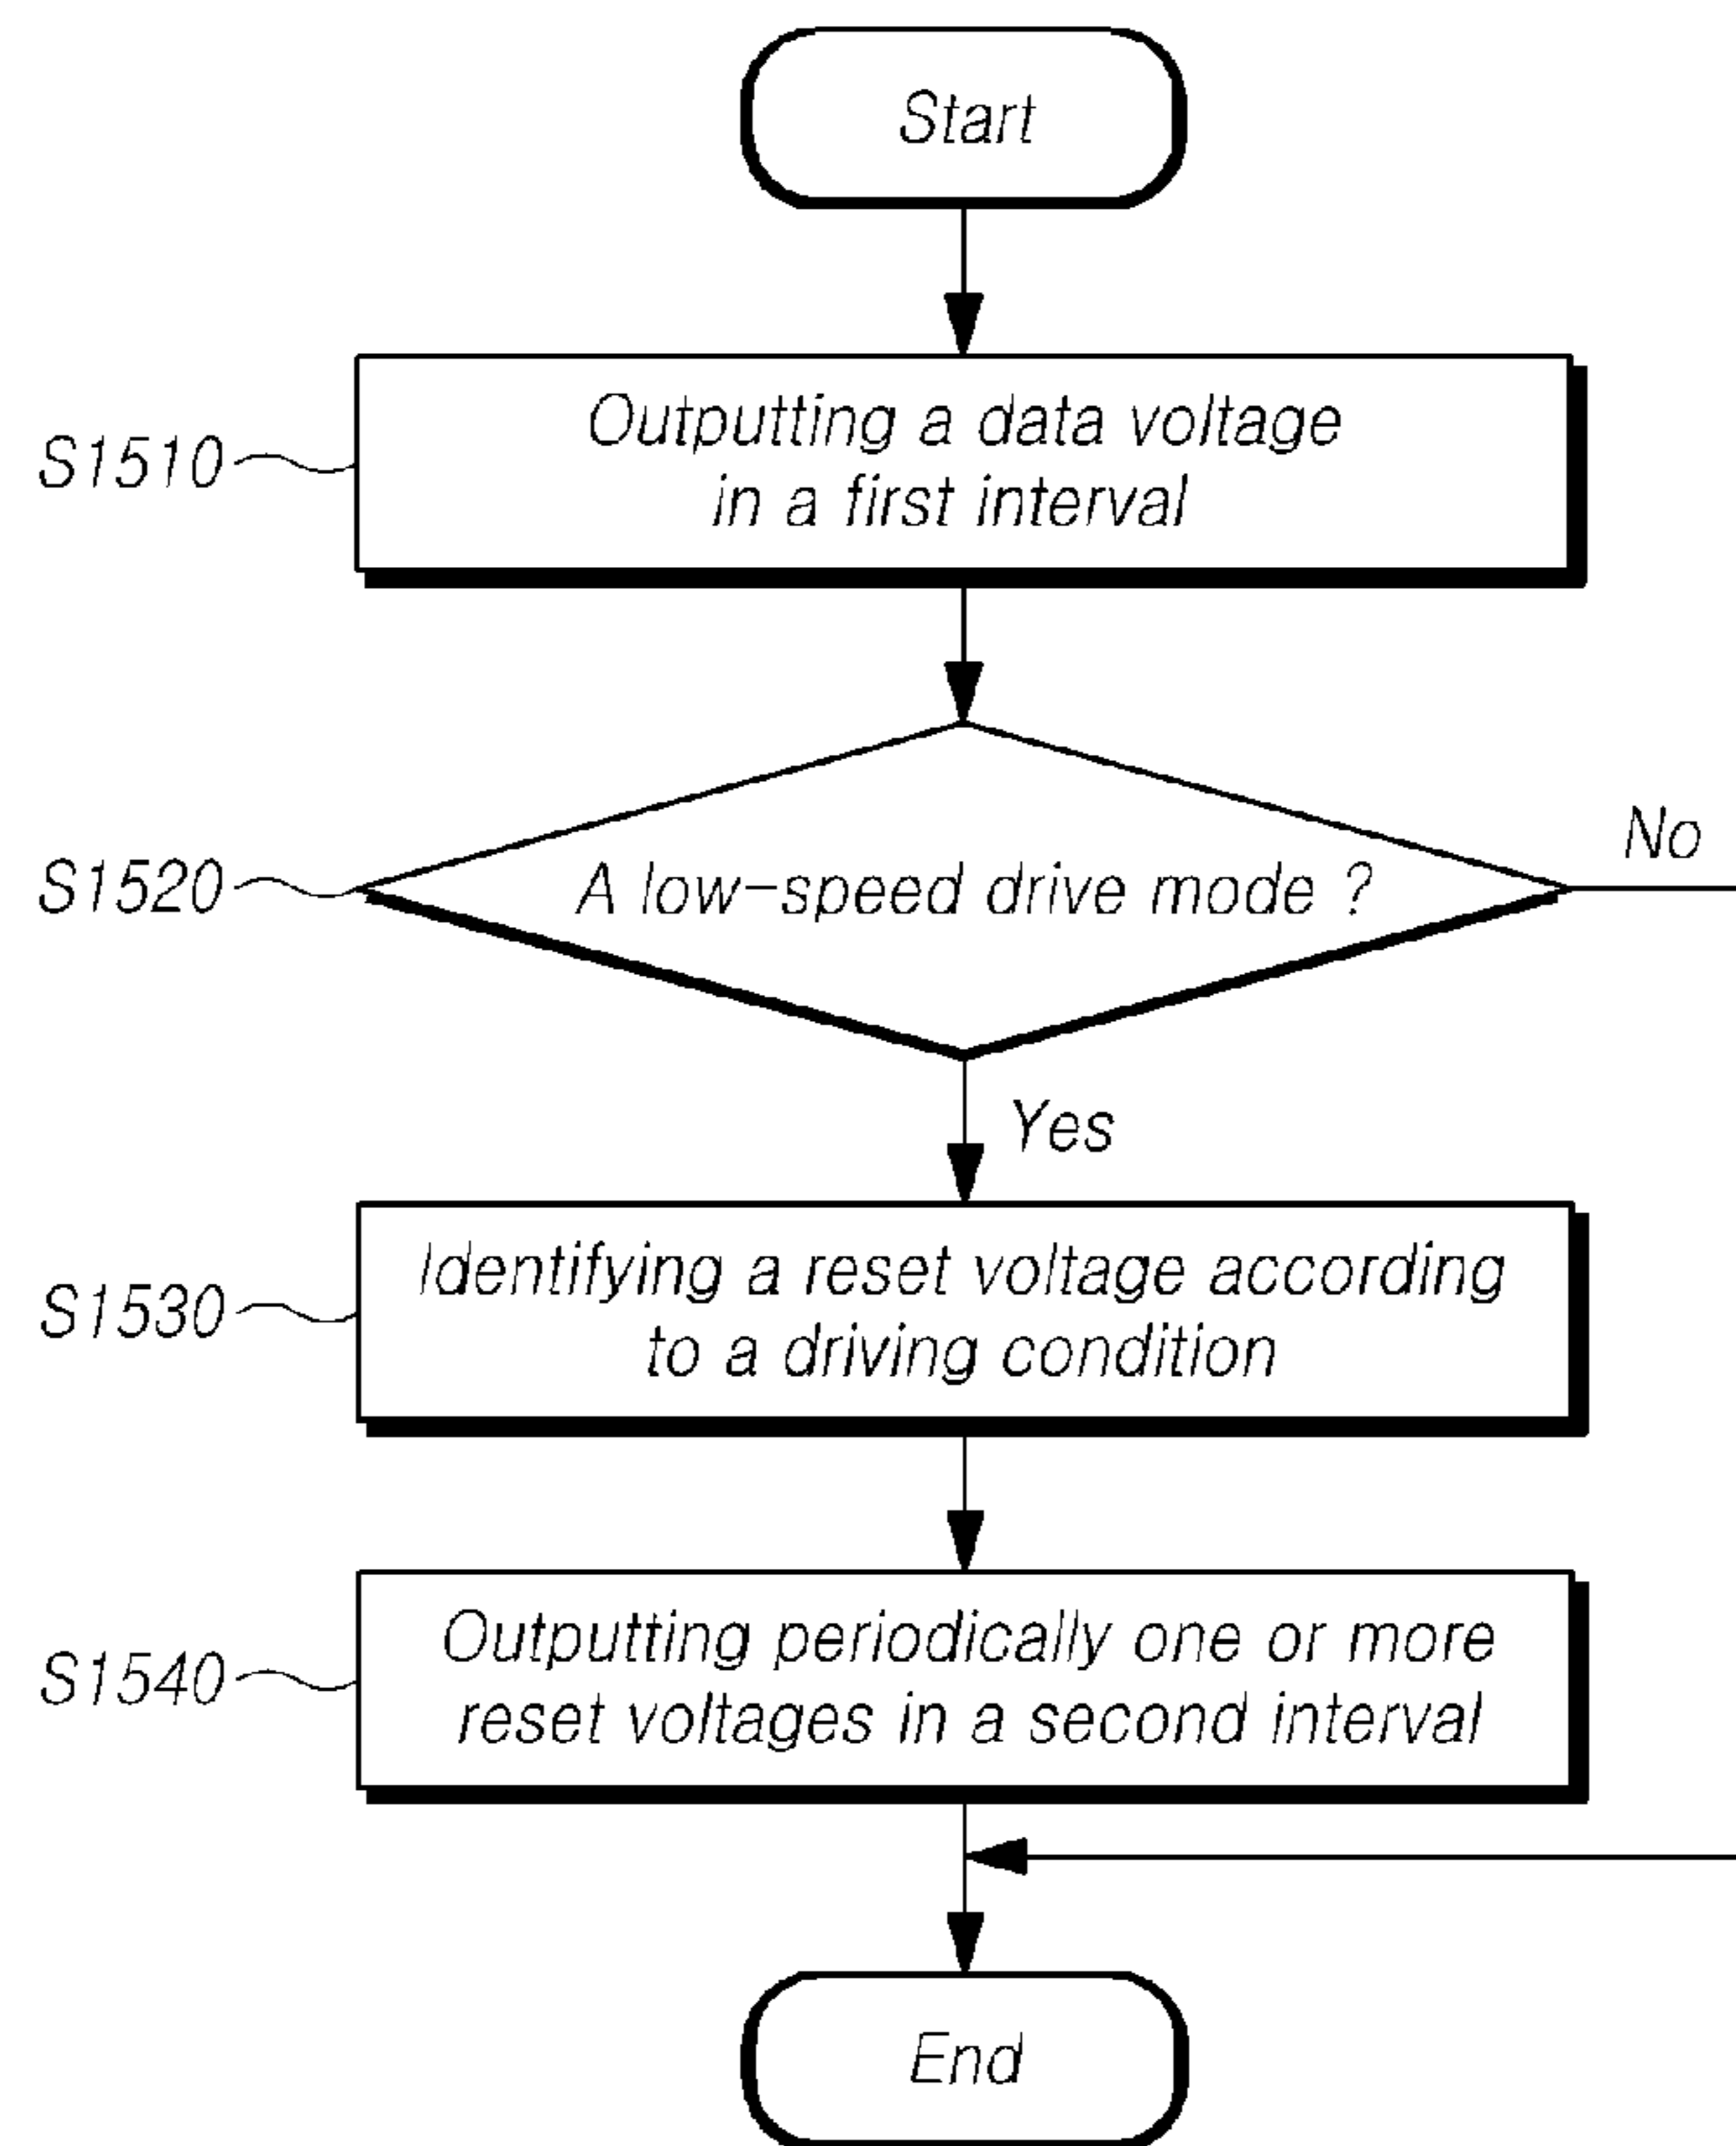 Start
S1510
Outputting a data voltage
in a first interval
S1520
A low-speed drive mode ?
No
Yes
S1530
Identifying a reset voltage according
to a driving condition
S1540
Outputting periodically one or more
reset voltages in a second interval
End